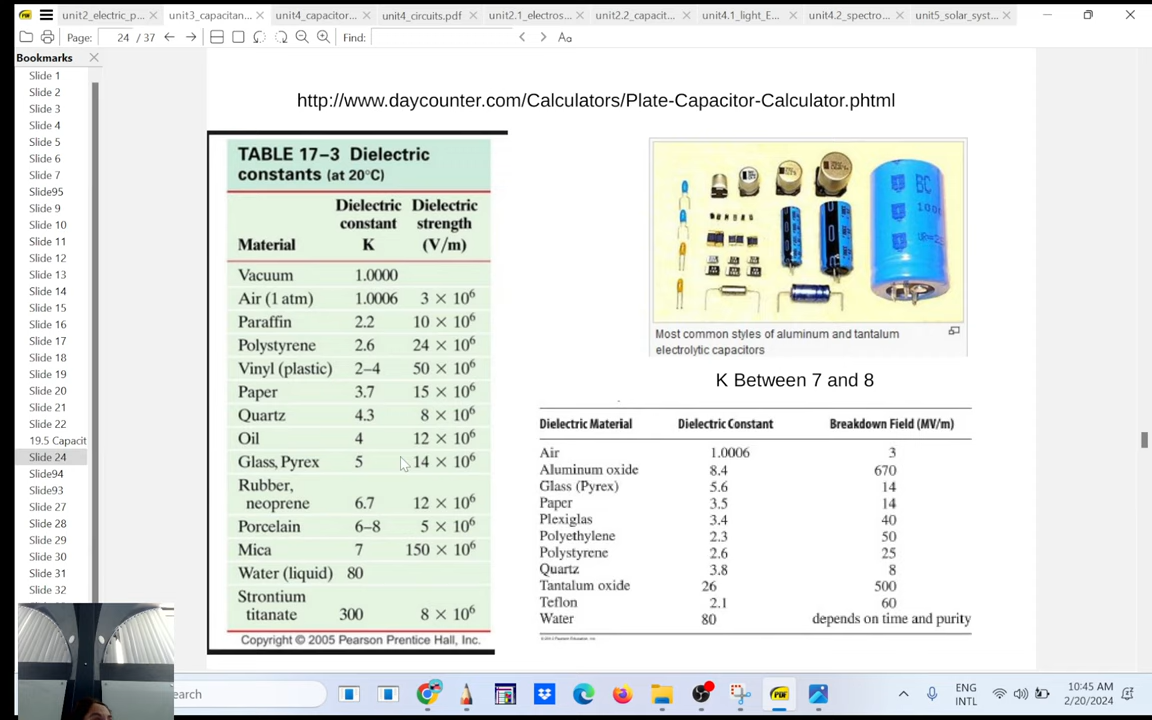 unit2_electric_p...
unit3_capacitan...
unit4_capacitor...
unit4_circuits.pdf
unit2.1_electros...
unit2.2_capacit...
unit4.1_light_E...
unit4.2_spectro...
unit5_solar_syst...
Page: 24 / 37
Find:
Aa
Bookmarks
Slide 1
Slide 2
Slide 3
Slide 4
Slide 5
Slide 6
Slide 7
Slide95
Slide 9
Slide 10
Slide 11
Slide 12
Slide 13
Slide 14
Slide 15
Slide 16
Slide 17
Slide 18
Slide 19
Slide 20
Slide 21
Slide 22
19.5 Capacit
Slide 24
Slide94
Slide93
Slide 27
Slide 28
Slide 29
Slide 30
Slide 31
Slide 32
http://www.daycounter.com/Calculators/Plate-Capacitor-Calculator.phtml
TABLE 17–3 Dielectric
constants (at 20°C)
Dielectric Dielectric
constant strength
Material K (V/m)
Vacuum 1.0000
Air (1 atm) 1.0006 3 × 10⁶
Paraffin 2.2 10 × 10⁶
Polystyrene 2.6 24 × 10⁶
Vinyl (plastic) 2–4 50 × 10⁶
Paper 3.7 15 × 10⁶
Quartz 4.3 8 × 10⁶
Oil 4 12 × 10⁶
Glass, Pyrex 5 14 × 10⁶
Rubber,
neoprene 6.7 12 × 10⁶
Porcelain 6–8 5 × 10⁶
Mica 7 150 × 10⁶
Water (liquid) 80
Strontium
titanate 300 8 × 10⁶
Copyright © 2005 Pearson Prentice Hall, Inc.
BC
Most common styles of aluminum and tantalum
electrolytic capacitors
K Between 7 and 8
Dielectric Material Dielectric Constant Breakdown Field (MV/m)
Air 1.0006 3
Aluminum oxide 8.4 670
Glass (Pyrex) 5.6 14
Paper 3.5 14
Plexiglas 3.4 40
Polyethylene 2.3 50
Polystyrene 2.6 25
Quartz 3.8 8
Tantalum oxide 26 500
Teflon 2.1 60
Water 80 depends on time and purity
earch
ENG
INTL
10:45 AM
2/20/2024